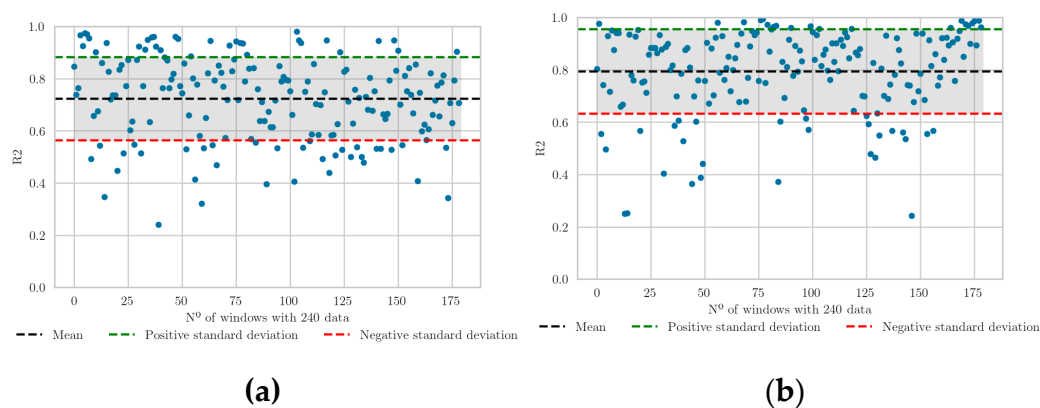 1.0
0.8
0.6
0.4
0.2
0.0
R2
0 25 50 75 100 125 150 175
Nº of windows with 240 data
Mean Positive standard deviation Negative standard deviation
(a)
1.0
0.8
0.6
0.4
0.2
0.0
R2
0 25 50 75 100 125 150 175
Nº of windows with 240 data
Mean Positive standard deviation Negative standard deviation
(b)